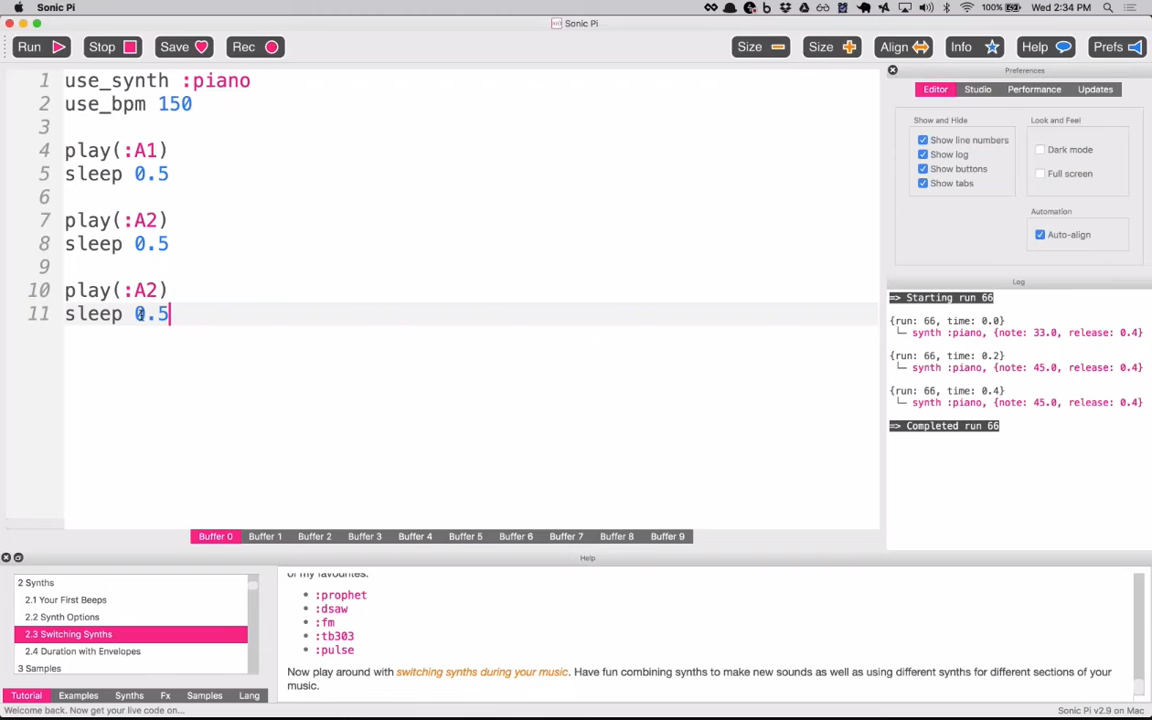 Sonic Pi
100%
Wed 2:34 PM
Sonic Pi
Run
Stop
Save
Rec
Size
Size
Align
Info
Help
Prefs
1 use_synth :piano
2 use_bpm 150
3
4 play(:A1)
5 sleep 0.5
6
7 play(:A2)
8 sleep 0.5
9
10 play(:A2)
11 sleep 0.5
Preferences
Editor
Studio
Performance
Updates
Show and Hide
Show line numbers
Show log
Show buttons
Show tabs
Look and Feel
Dark mode
Full screen
Automation
Auto-align
Log
=> Starting run 66
{run: 66, time: 0.0}
└─ synth :piano, {note: 33.0, release: 0.4}
{run: 66, time: 0.2}
└─ synth :piano, {note: 45.0, release: 0.4}
{run: 66, time: 0.4}
└─ synth :piano, {note: 45.0, release: 0.4}
=> Completed run 66
Buffer 0
Buffer 1
Buffer 2
Buffer 3
Buffer 4
Buffer 5
Buffer 6
Buffer 7
Buffer 8
Buffer 9
Help
2 Synths
2.1 Your First Beeps
2.2 Synth Options
2.3 Switching Synths
2.4 Duration with Envelopes
3 Samples
Tutorial
Examples
Synths
Fx
Samples
Lang
of my favourites.
:prophet
:dsaw
:fm
:tb303
:pulse
Now play around with switching synths during your music. Have fun combining synths to make new sounds as well as using different synths for different sections of your
music.
Welcome back. Now get your live code on...
Sonic Pi v2.9 on Mac